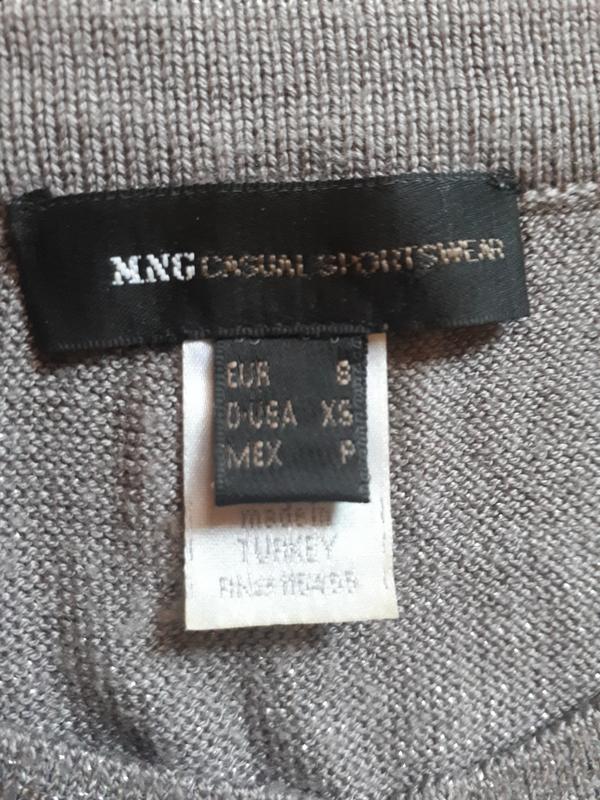 MNG CASUAL SPORTSWEAR
EUR S
D-USA XS
MEX P
made in
TURKEY